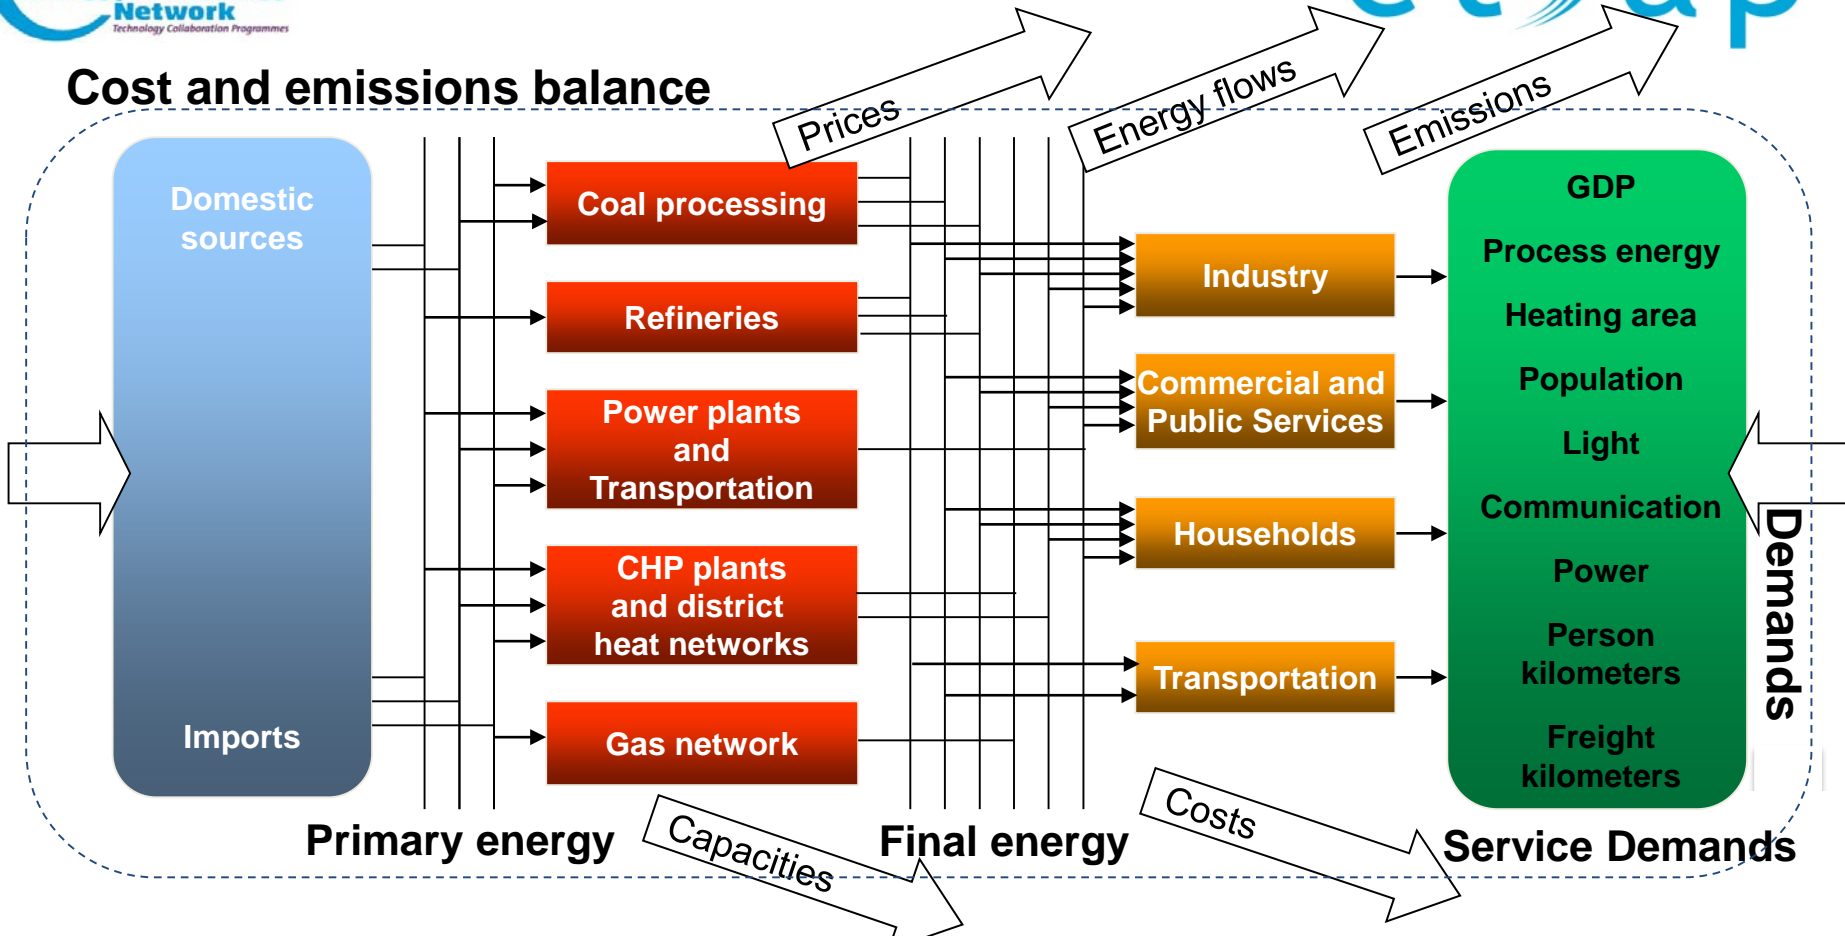 Network
Technology Collaboration Programmes
etsap
Cost and emissions balance
Prices
Energy flows
Emissions
Domestic
sources
Imports
Coal processing
Refineries
Power plants
and
Transportation
CHP plants
and district
heat networks
Gas network
Industry
Commercial and
Public Services
Households
Transportation
GDP
Process energy
Heating area
Population
Light
Communication
Power
Person
kilometers
Freight
kilometers
Demands
Primary energy
Capacities
Final energy
Costs
Service Demands